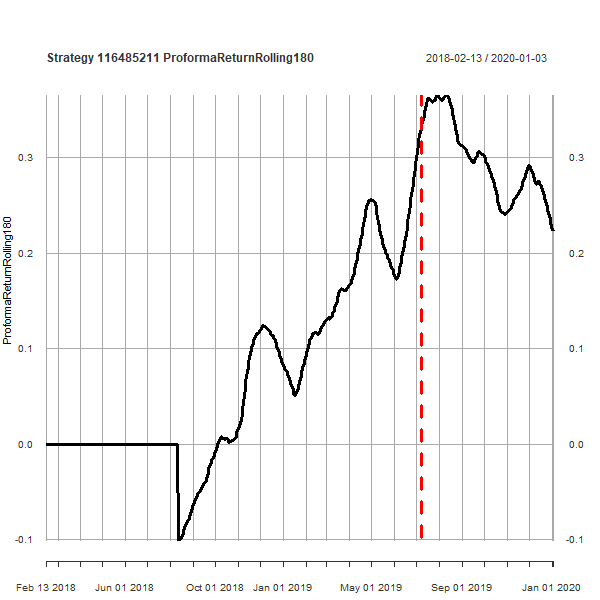 Strategy 116485211 ProformaReturnRolling180
2018-02-13 / 2020-01-03
ProformaReturnRolling180
0.3
0.3
0.2
0.2
0.1
0.1
0.0
0.0
-0.1
-0.1
Feb 13 2018 Jun 01 2018 Oct 01 2018 Jan 01 2019 May 01 2019 Sep 01 2019 Jan 01 2020